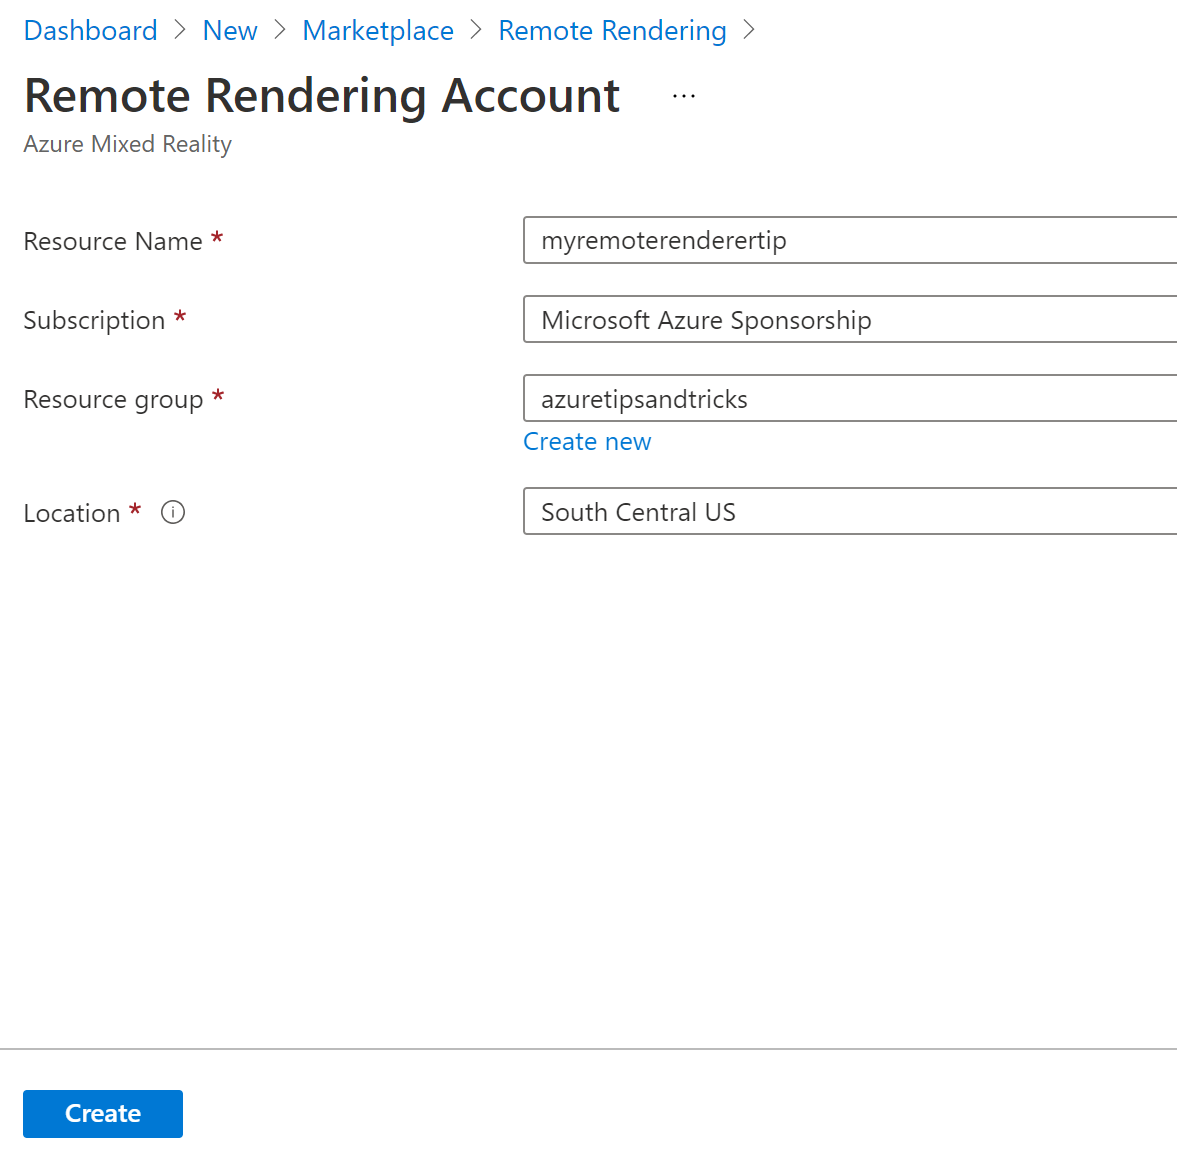 Dashboard > New > Marketplace > Remote Rendering >
Remote Rendering Account ...
Azure Mixed Reality
Resource Name * myremoterenderertip
Subscription * Microsoft Azure Sponsorship
Resource group * azuretipsandtricks
Create new
Location * South Central US
Create